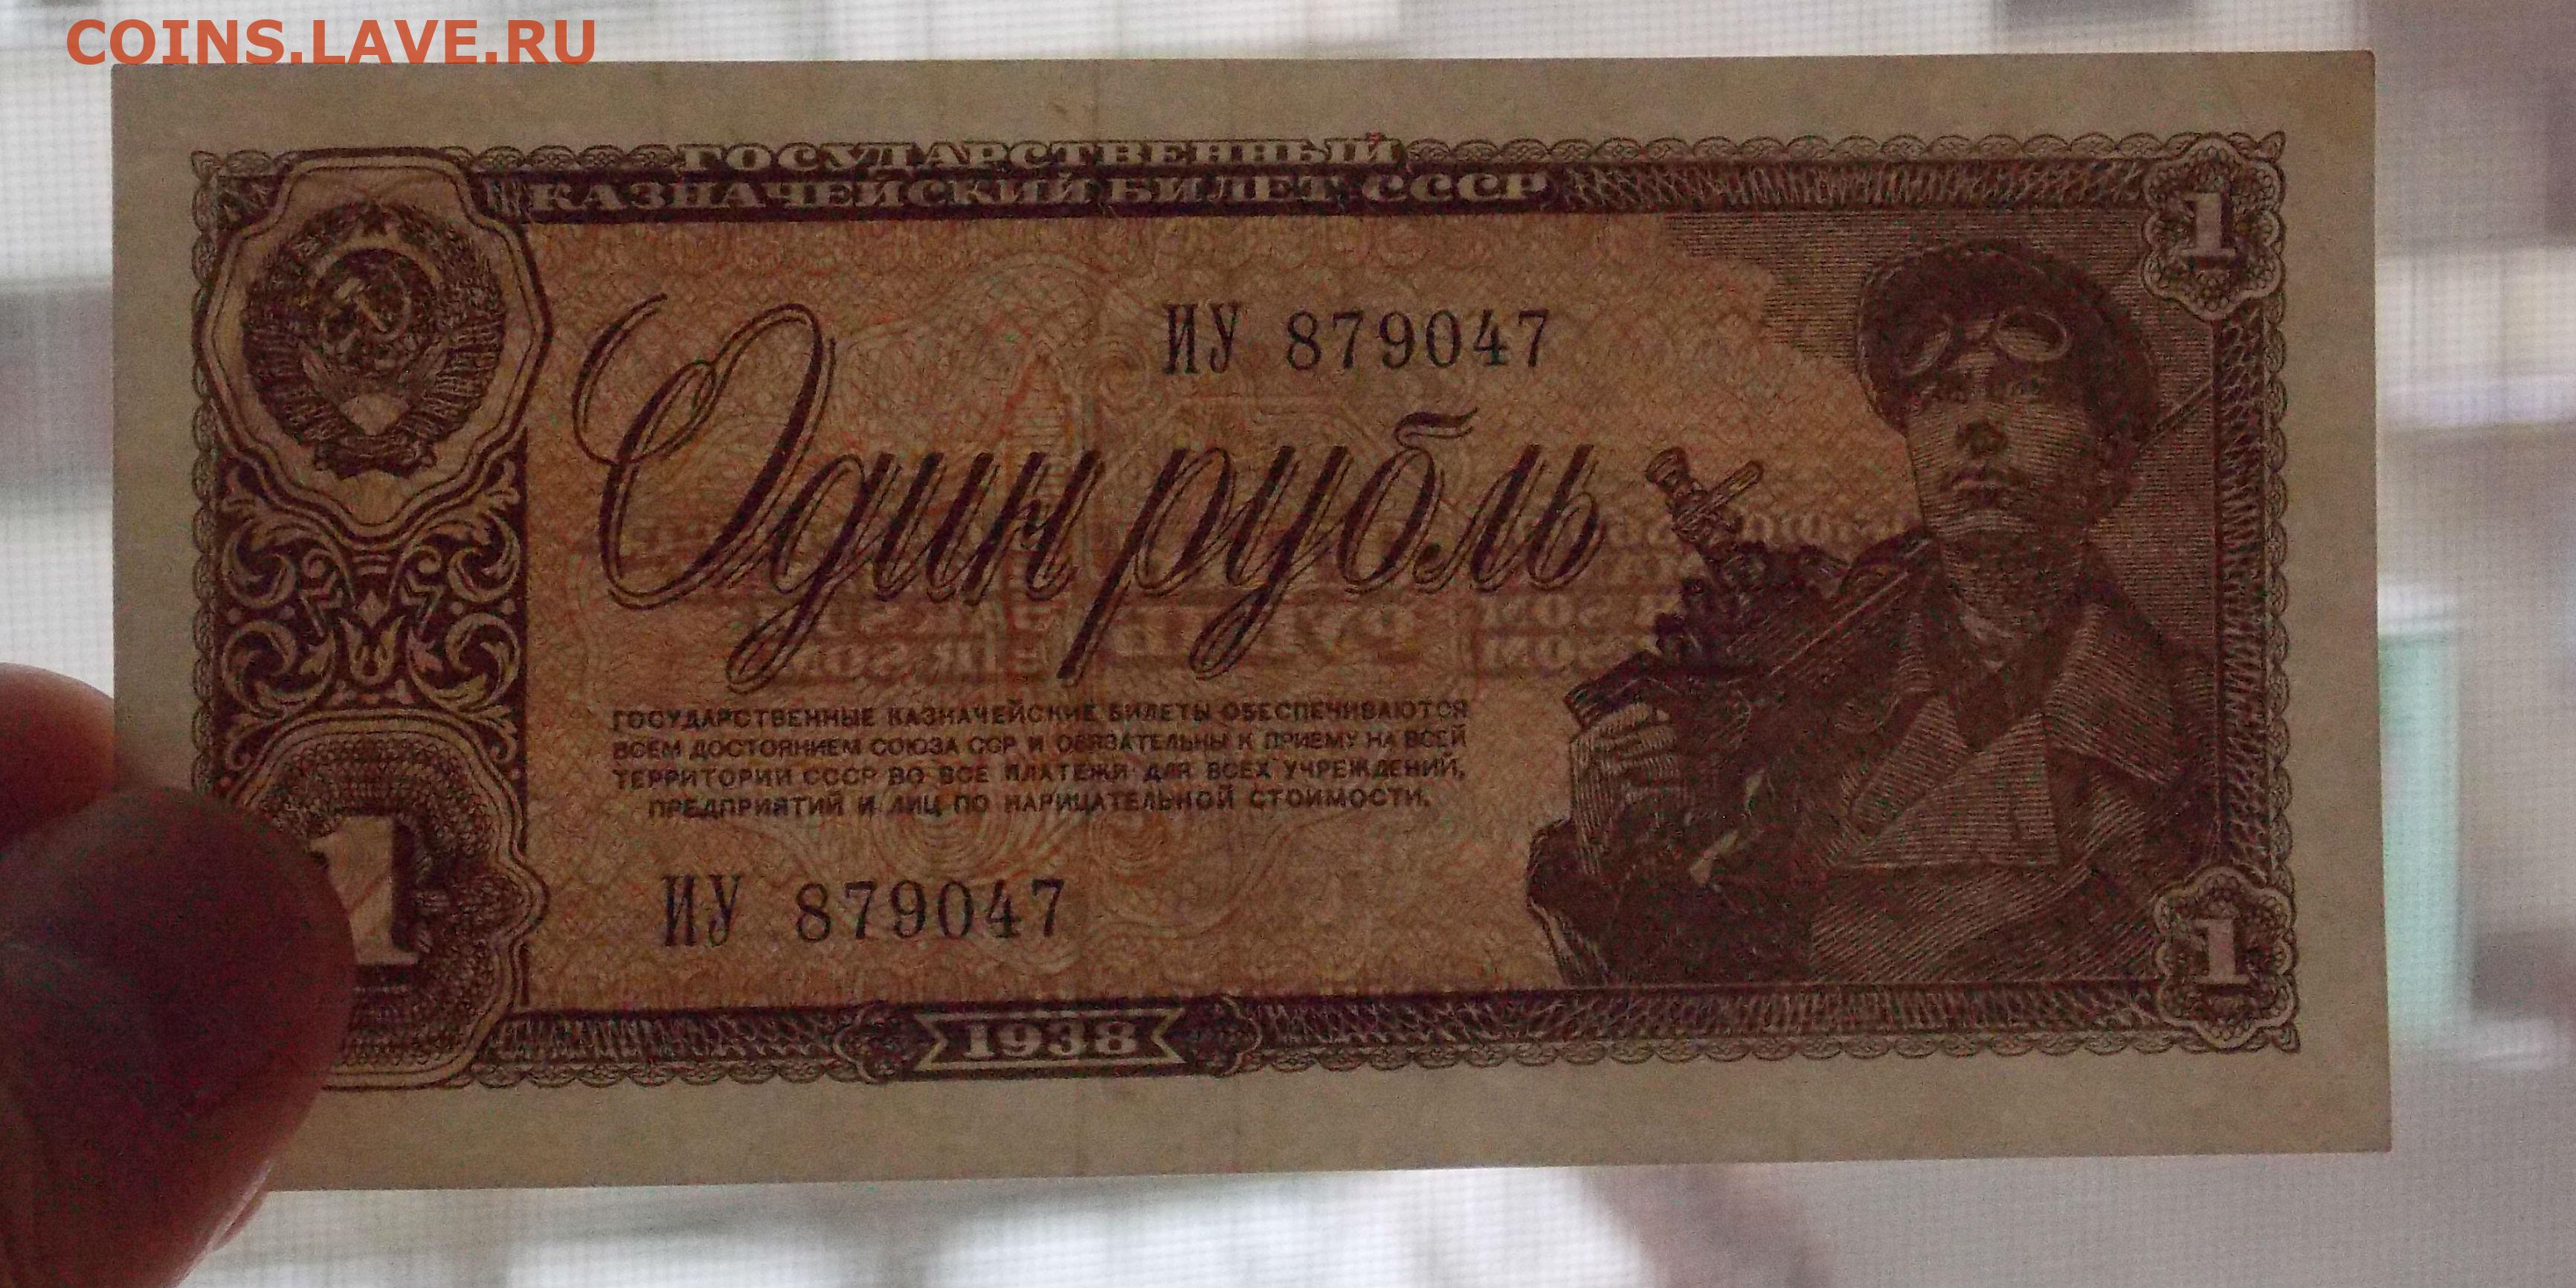 COINS.LAVE.RU
ГОСУДАРСТВЕННЫЙ
КАЗНАЧЕЙСКИЙ БИЛЕТ СССР
1
ИУ 879047
Один рубль
ГОСУДАРСТВЕННЫЕ КАЗНАЧЕЙСКИЕ БИЛЕТЫ ОБЕСПЕЧИВАЮТСЯ
ВСЕМ ДОСТОЯНИЕМ СОЮЗА ССР И ОБЯЗАТЕЛЬНЫ К ПРИЕМУ НА ВСЕЙ
ТЕРРИТОРИИ СССР ВО ВСЕ ПЛАТЕЖИ ДЛЯ ВСЕХ УЧРЕЖДЕНИЙ,
ПРЕДПРИЯТИЙ И ЛИЦ ПО НАРИЦАТЕЛЬНОЙ СТОИМОСТИ.
1
ИУ 879047
1
1938